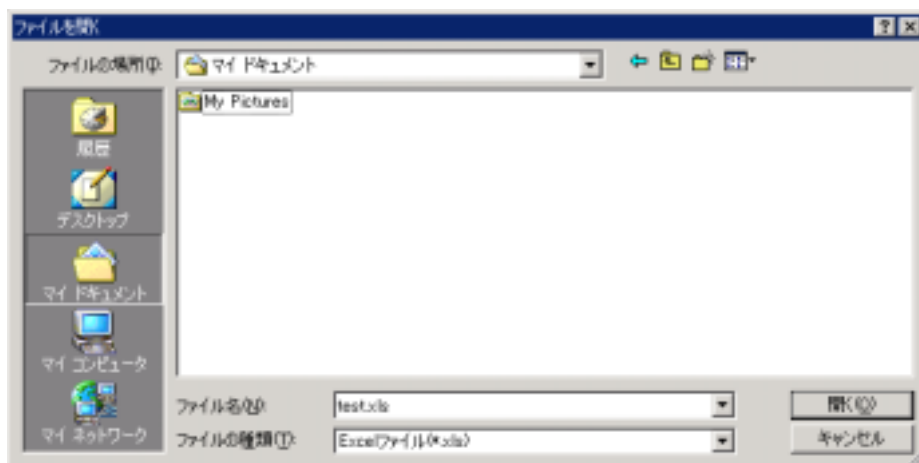 ファイルを開く
ファイルの場所(I):
マイ ドキュメント
My Pictures
履歴
デスクトップ
マイ ドキュメント
マイ コンピュータ
マイ ネットワーク
ファイル名(N):
test.xls
開く(O)
ファイルの種類(T):
Excelファイル(*.xls)
キャンセル